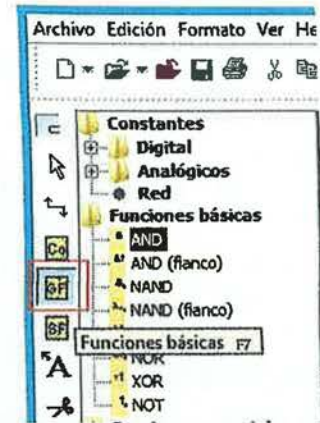 Archivo Edición Formato Ver He
Constantes
Digital
Analógicos
Red
Funciones básicas
AND
AND (flanco)
NAND
NAND (flanco)
Funciones básicas F7
NOR
XOR
NOT
Co
GF
SF
A